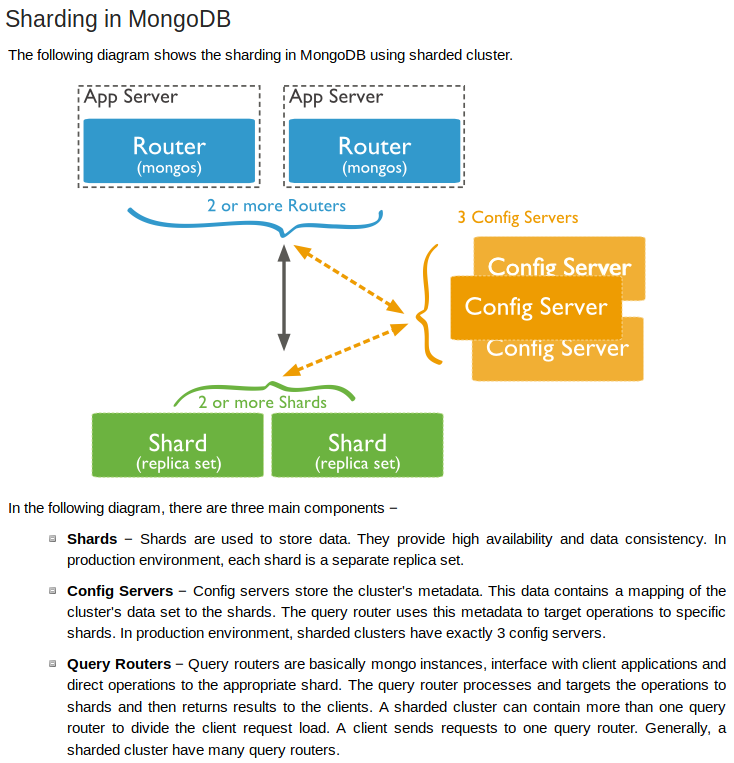 Sharding in MongoDB
The following diagram shows the sharding in MongoDB using sharded cluster.
App Server
App Server
Router
(mongos)
Router
(mongos)
2 or more Routers
3 Config Servers
Config Server
Config Server
Config Server
2 or more Shards
Shard
(replica set)
Shard
(replica set)
In the following diagram, there are three main components −
Shards − Shards are used to store data. They provide high availability and data consistency. In
production environment, each shard is a separate replica set.
Config Servers − Config servers store the cluster's metadata. This data contains a mapping of the
cluster's data set to the shards. The query router uses this metadata to target operations to specific
shards. In production environment, sharded clusters have exactly 3 config servers.
Query Routers − Query routers are basically mongo instances, interface with client applications and
direct operations to the appropriate shard. The query router processes and targets the operations to
shards and then returns results to the clients. A sharded cluster can contain more than one query
router to divide the client request load. A client sends requests to one query router. Generally, a
sharded cluster have many query routers.